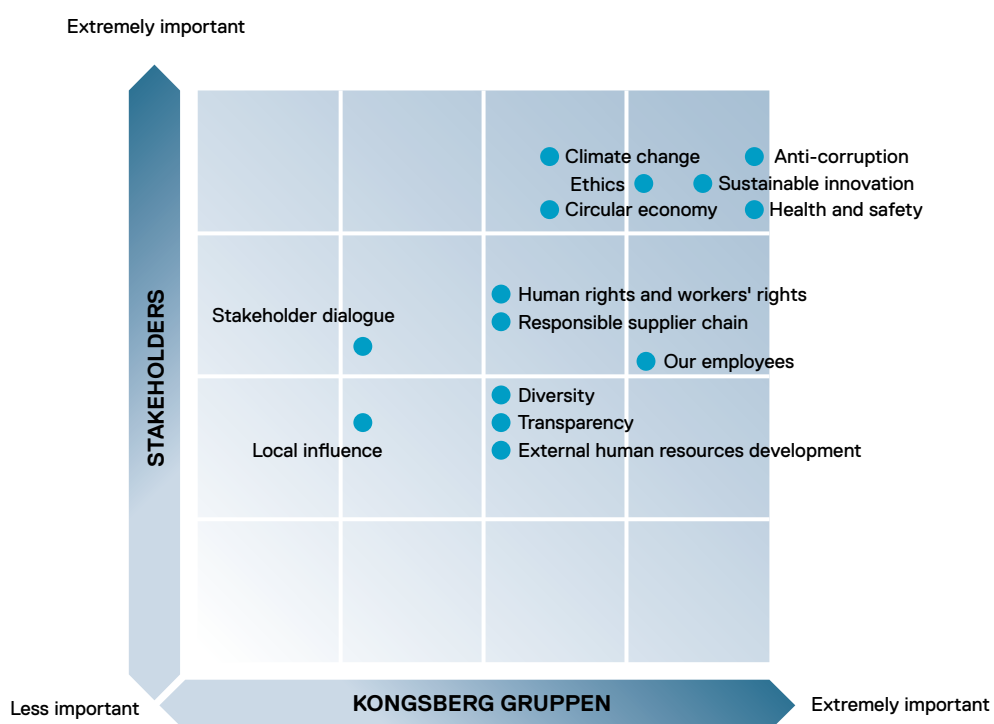 Extremely important
Climate change
Anti-corruption
Ethics
Sustainable innovation
Circular economy
Health and safety
Human rights and workers' rights
Stakeholder dialogue
Responsible supplier chain
Our employees
Diversity
Transparency
Local influence
External human resources development
STAKEHOLDERS
Less important
KONGSBERG GRUPPEN
Extremely important